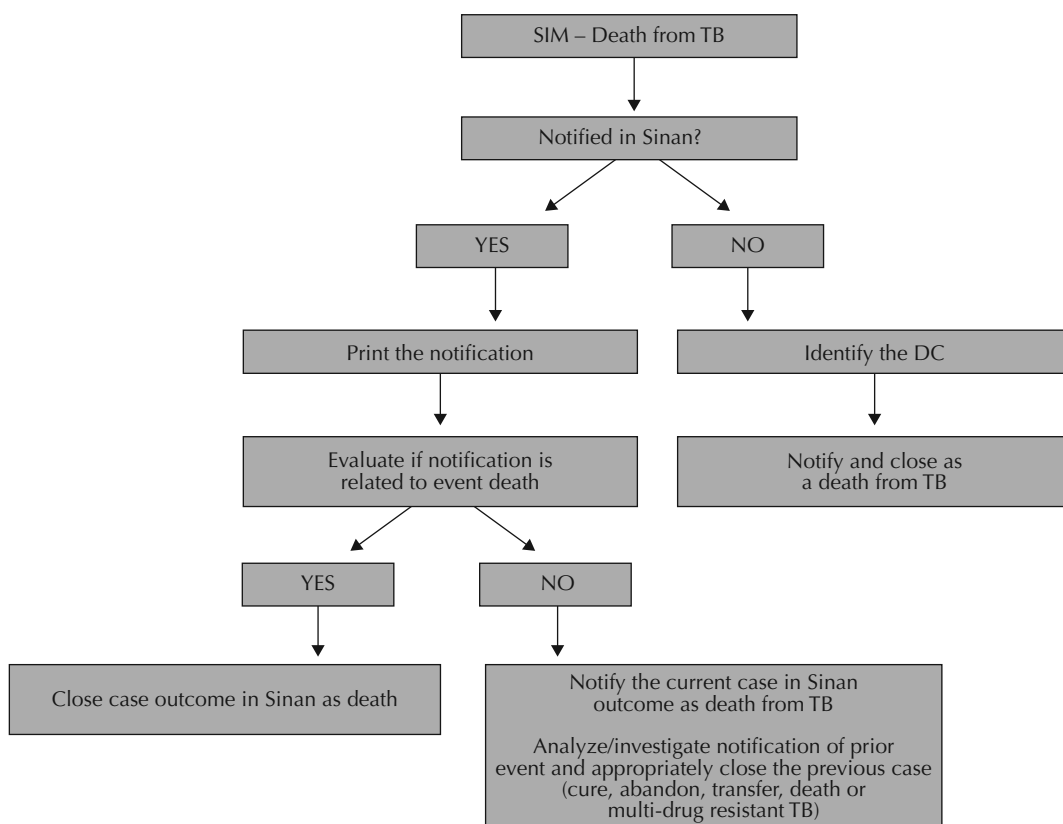 SIM – Death from TB
Notified in Sinan?
YES
NO
Print the notification
Identify the DC
Evaluate if notification is
related to event death
Notify and close as
a death from TB
YES
NO
Close case outcome in Sinan as death
Notify the current case in Sinan
outcome as death from TB
Analyze/investigate notification of prior
event and appropriately close the previous case
(cure, abandon, transfer, death or
multi-drug resistant TB)